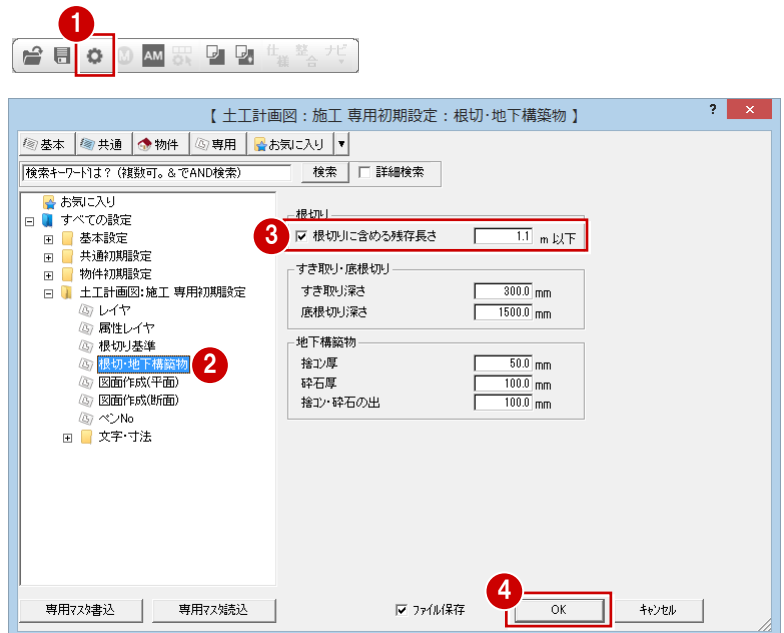 1
AM 仕 整 ナビ
M 組 合
【 土工計画図：施工 専用初期設定：根切･地下構築物 】 ? ×
基本 共通 物件 専用 お気に入り ▼
検索キーワードは？（複数可。＆でAND検索） 検索 詳細検索
お気に入り
すべての設定
基本設定
共通初期設定
物件初期設定
土工計画図：施工 専用初期設定
レイヤ
属性レイヤ
根切り基準
根切･地下構築物 2
図面作成(平面)
図面作成(断面)
ペンNo
文字･寸法
根切り
3 根切りに含める残存長さ 1.1 m 以下
すき取り･底根切り
すき取り深さ 300.0 mm
底根切り深さ 1500.0 mm
地下構築物
捨コン厚 50.0 mm
砕石厚 100.0 mm
捨コン･砕石の出 100.0 mm
4
専用マスタ書込 専用マスタ読込 ファイル保存 OK キャンセル